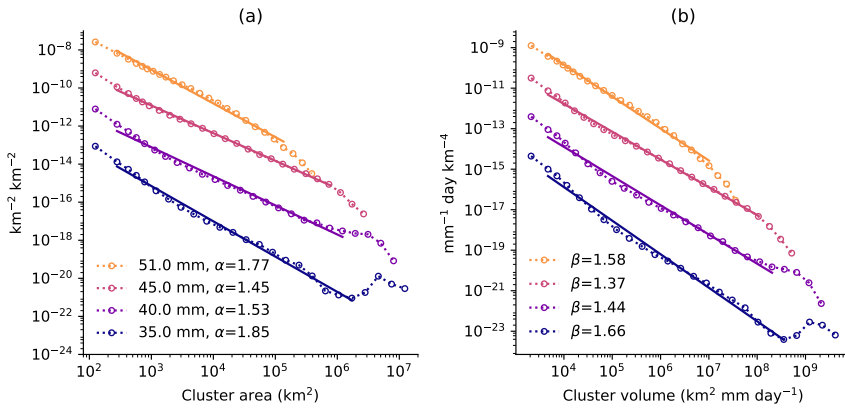 (a)
km⁻² km⁻²
10⁻⁸
10⁻¹⁰
10⁻¹²
10⁻¹⁴
10⁻¹⁶
10⁻¹⁸
10⁻²⁰
10⁻²²
10⁻²⁴
51.0 mm, α=1.77
45.0 mm, α=1.45
40.0 mm, α=1.53
35.0 mm, α=1.85
10² 10³ 10⁴ 10⁵ 10⁶ 10⁷
Cluster area (km²)
(b)
mm⁻¹ day km⁻⁴
10⁻⁹
10⁻¹¹
10⁻¹³
10⁻¹⁵
10⁻¹⁷
10⁻¹⁹
10⁻²¹
10⁻²³
β=1.58
β=1.37
β=1.44
β=1.66
10⁴ 10⁵ 10⁶ 10⁷ 10⁸ 10⁹
Cluster volume (km² mm day⁻¹)